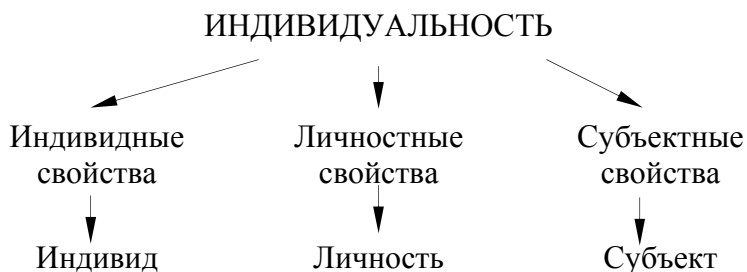 ИНДИВИДУАЛЬНОСТЬ
Индивидные свойства
Личностные свойства
Субъектные свойства
Индивид
Личность
Субъект